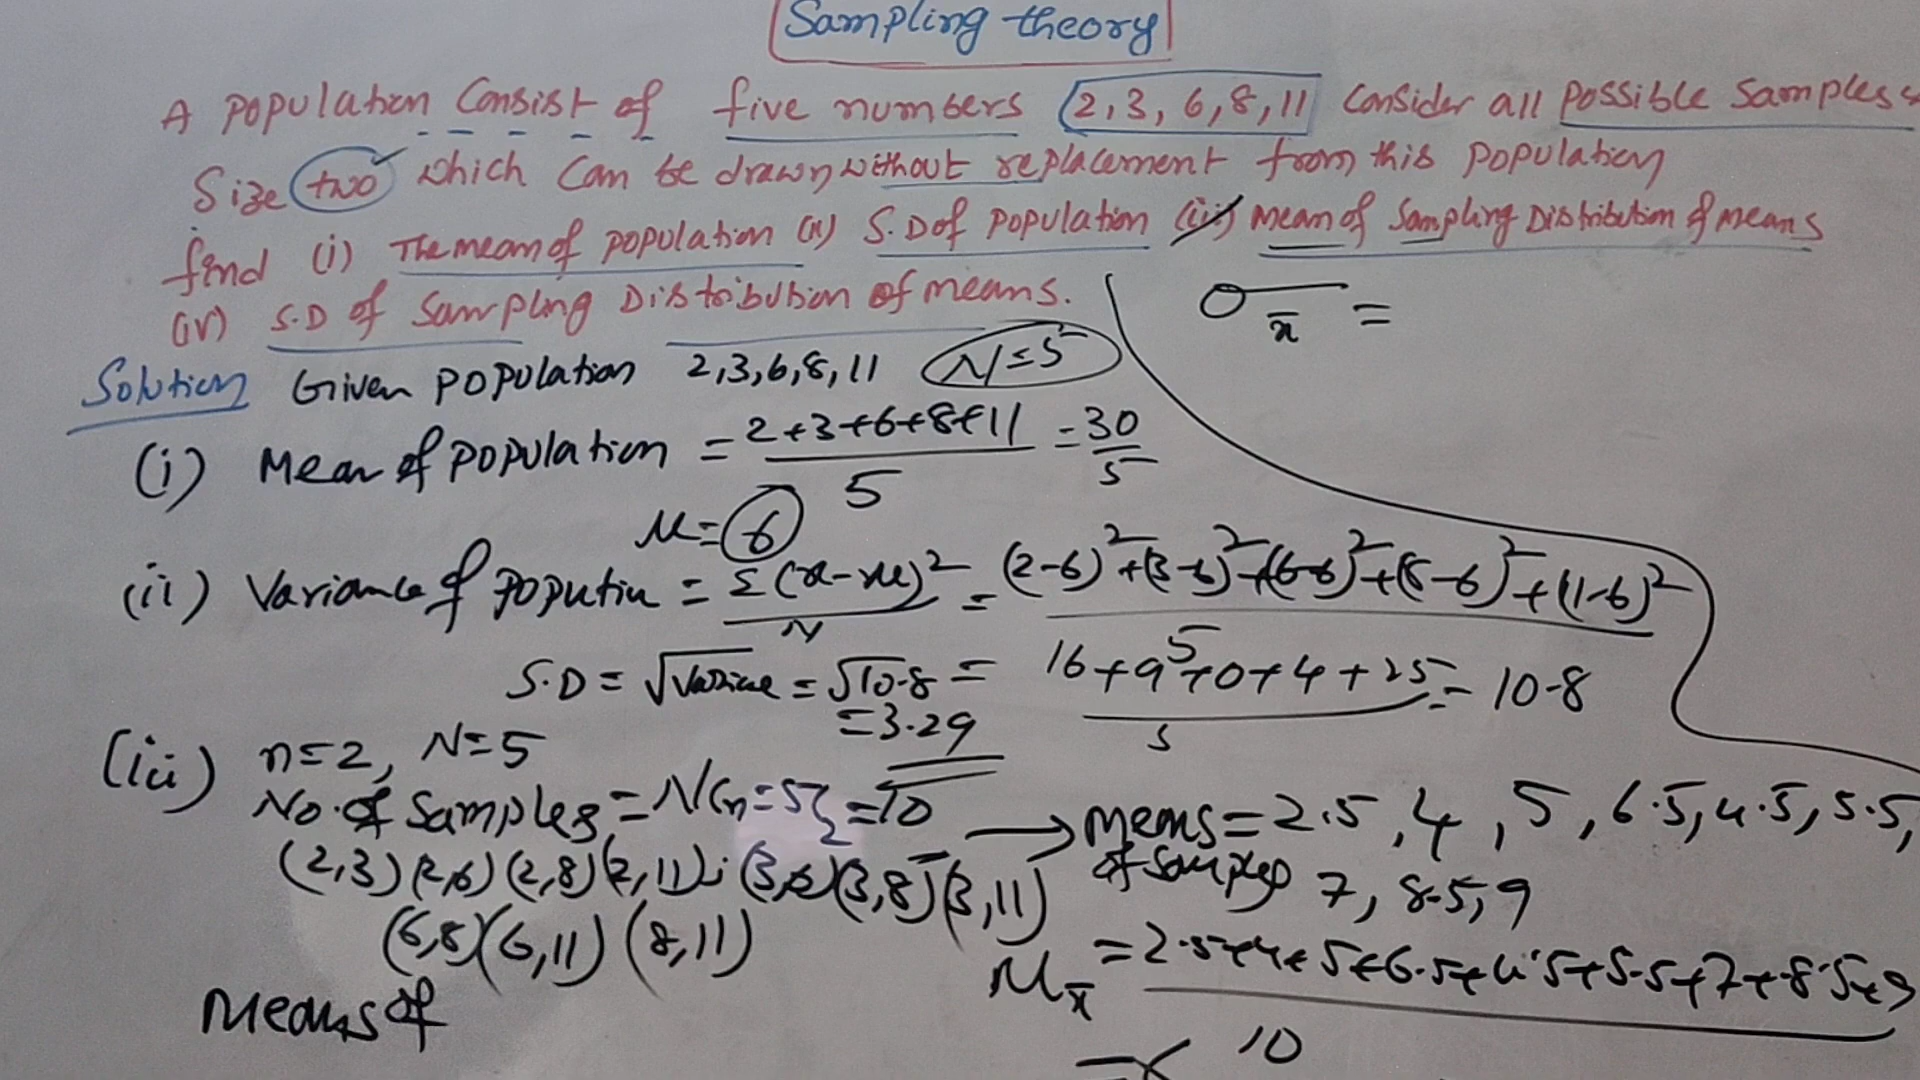 Sampling theory
A population consist of five numbers 2,3,6,8,11 consider all possible samples
size two which can be drawn without replacement from this population
find (i) The mean of population (ii) S.D of population (iii) mean of sampling Distribution of means
(iv) S.D of sampling Distribution of means.
σx̄ =
Solution Given population 2,3,6,8,11 N=5
(i) Mean of population = 2+3+6+8+11 / 5 = 30/5
μ = 6
(ii) Variance of = Σ(x-μ)²/N = (2-6)²+(3-6)²+(6-6)²+(8-6)²+(11-6)² / 5
S.D = √ = √10.8 = 16+9+0+4+25 / 5 = 10.8
= 3.29
(iii) n=2, N=5
No. of samples = NCn = 5C2 = 10 → means = 2.5, 4, 5, 6.5, 4.5, 5.5,
(2,3)(2,6)(2,8)(2,11); (3,6)(3,8)(3,11) of samples 7, 8.5, 9
(6,8)(6,11)(8,11)
μx̄ = 2.5+4+5+6.5+4.5+5.5+7+8.5+9 / 10
Means of
=